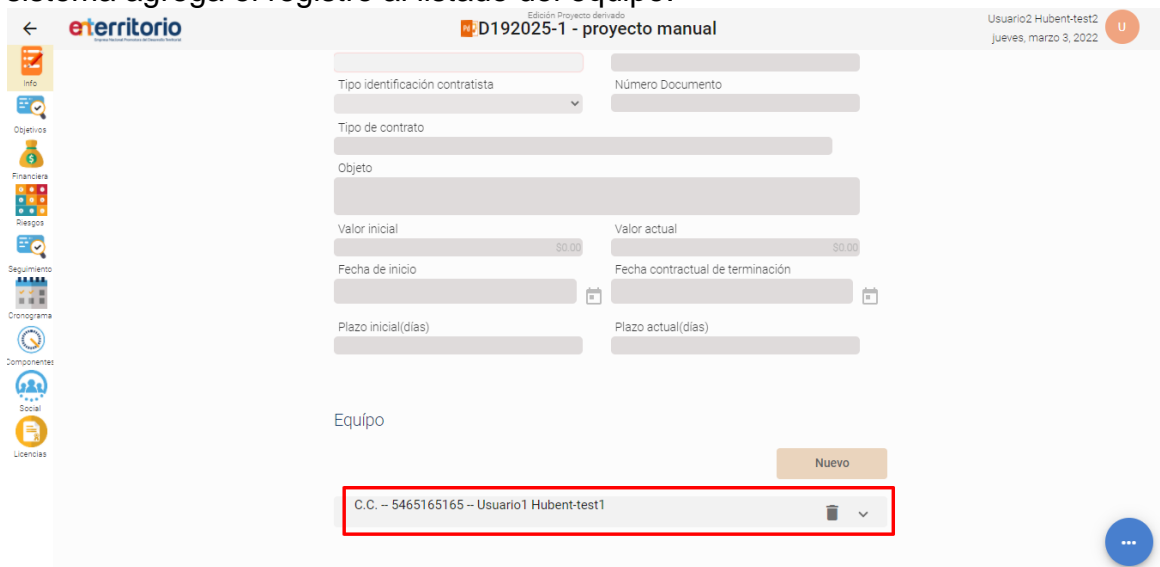 sistema agrega el registro al listado del equipo.
eterritorio
Edición Proyecto derivado
D192025-1 - proyecto manual
Usuario2 Hubent-test2
jueves, marzo 3, 2022
U
Info
Objetivos
Financiera
Riesgos
Seguimiento
Cronograma
Componentes
Social
Licencias
Tipo identificación contratista
Número Documento
Tipo de contrato
Objeto
Valor inicial
Valor actual
$0.00
$0.00
Fecha de inicio
Fecha contractual de terminación
Plazo inicial(días)
Plazo actual(días)
Equípo
Nuevo
C.C. -- 5465165165 -- Usuario1 Hubent-test1